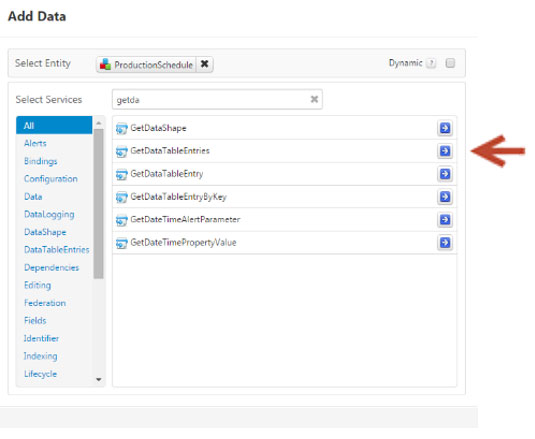 Add Data
Select Entity ProductionSchedule Dynamic ?
Select Services getda
All
Alerts
Bindings
Configuration
Data
DataLogging
DataShape
DataTableEntries
Dependencies
Editing
Federation
Fields
Identifier
Indexing
Lifecycle
GetDataShape
GetDataTableEntries
GetDataTableEntry
GetDataTableEntryByKey
GetDateTimeAlertParameter
GetDateTimePropertyValue